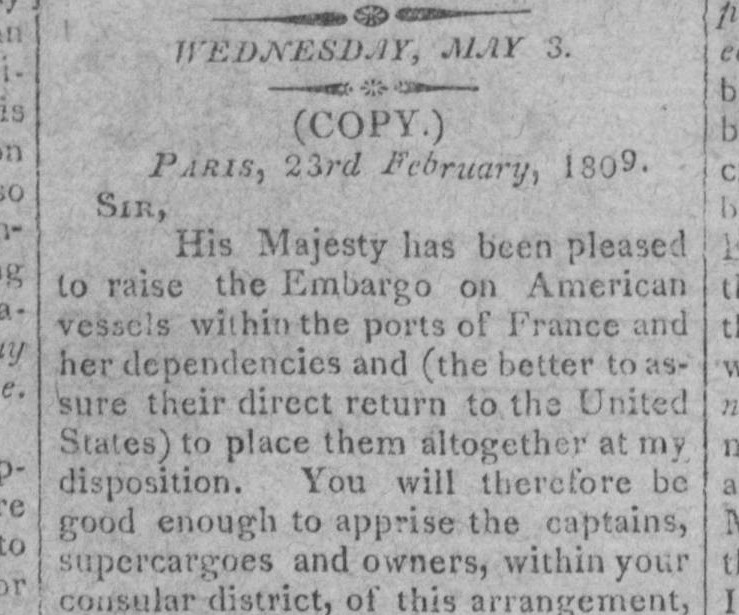 WEDNESDAY, MAY 3.
(COPY.)
PARIS, 23rd February, 1809.
SIR,
His Majesty has been pleased
to raise the Embargo on American
vessels within the ports of France and
her dependencies and (the better to as-
sure their direct return to the United
States) to place them altogether at my
disposition. You will therefore be
good enough to apprise the captains,
supercargoes and owners, within your
consular district, of this arrangement,